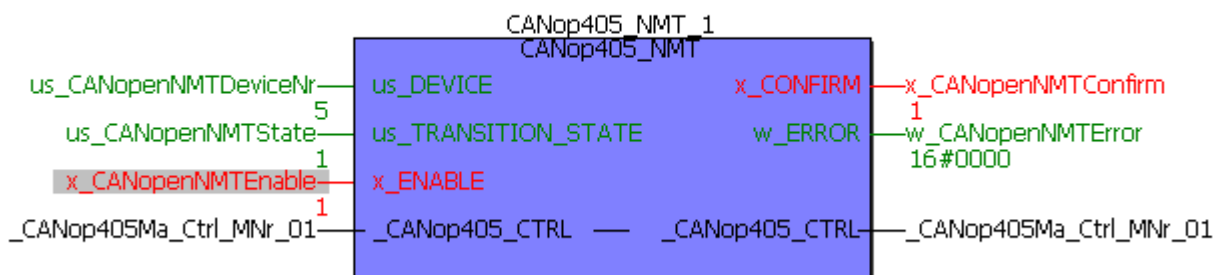 CANop405_NMT_1
CANop405_NMT
us_CANopenNMTDeviceNr us_DEVICE x_CONFIRM x_CANopenNMTConfirm
5 1
us_CANopenNMTState us_TRANSITION_STATE w_ERROR w_CANopenNMTError
1 16#0000
x_CANopenNMTEnable x_ENABLE
1
_CANop405Ma_Ctrl_MNr_01 _CANop405_CTRL _CANop405_CTRL _CANop405Ma_Ctrl_MNr_01